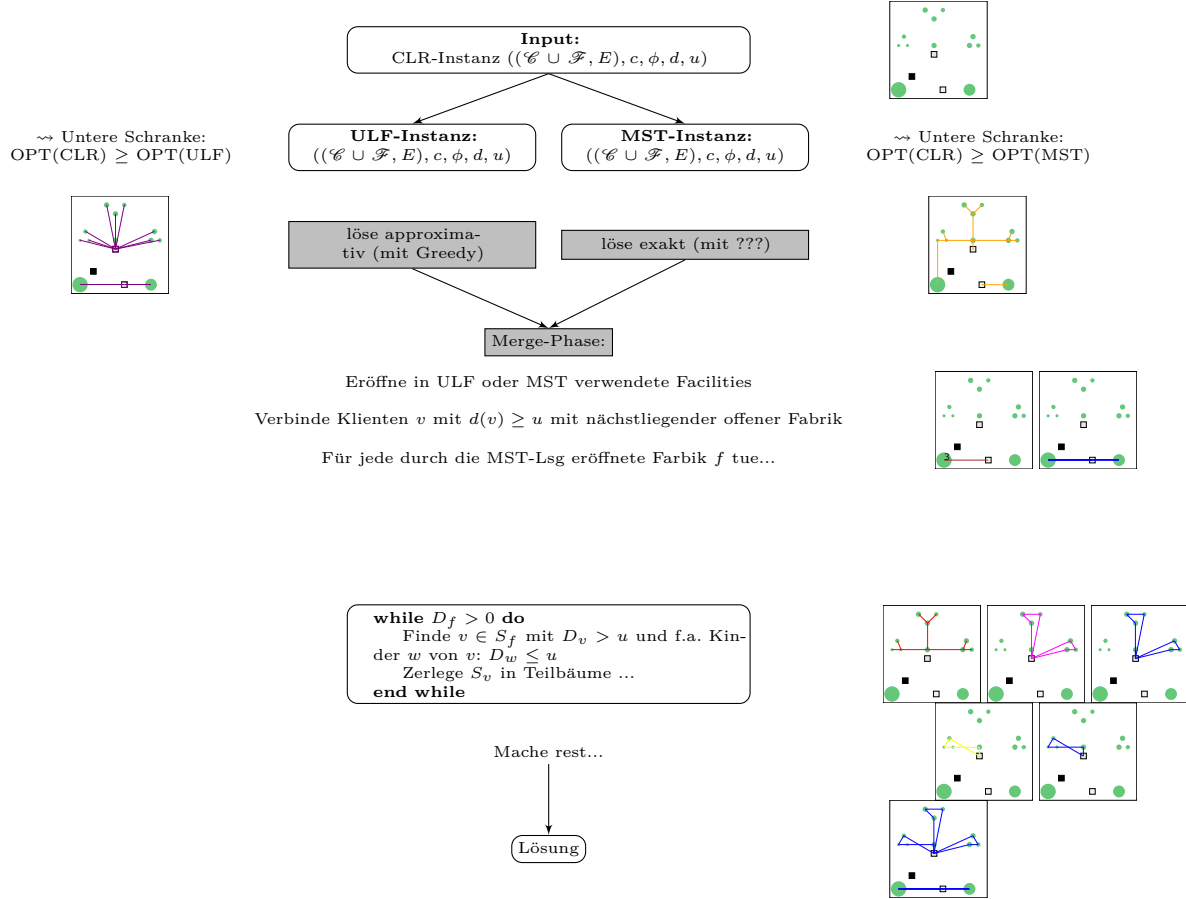 Input:
CLR-Instanz ((𝒞 ∪ ℱ, E), c, ϕ, d, u)
⇝ Untere Schranke:
OPT(CLR) ≥ OPT(ULF)
ULF-Instanz:
((𝒞 ∪ ℱ, E), c, ϕ, d, u)
MST-Instanz:
((𝒞 ∪ ℱ, E), c, ϕ, d, u)
⇝ Untere Schranke:
OPT(CLR) ≥ OPT(MST)
löse approxima-
tiv (mit Greedy)
löse exakt (mit ???)
Merge-Phase:
Eröffne in ULF oder MST verwendete Facilities
Verbinde Klienten v mit d(v) ≥ u mit nächstliegender offener Fabrik
Für jede durch die MST-Lsg eröffnete Farbik f tue...
3
while D_f > 0 do
Finde v ∈ S_f mit D_v > u und f.a. Kin-
der w von v: D_w ≤ u
Zerlege S_v in Teilbäume ...
end while
Mache rest...
Lösung